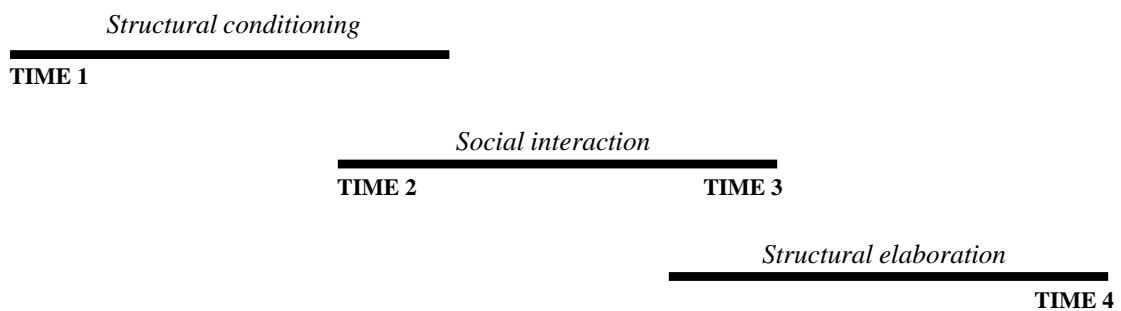 Structural conditioning
TIME 1
Social interaction
TIME 2 TIME 3
Structural elaboration
TIME 4